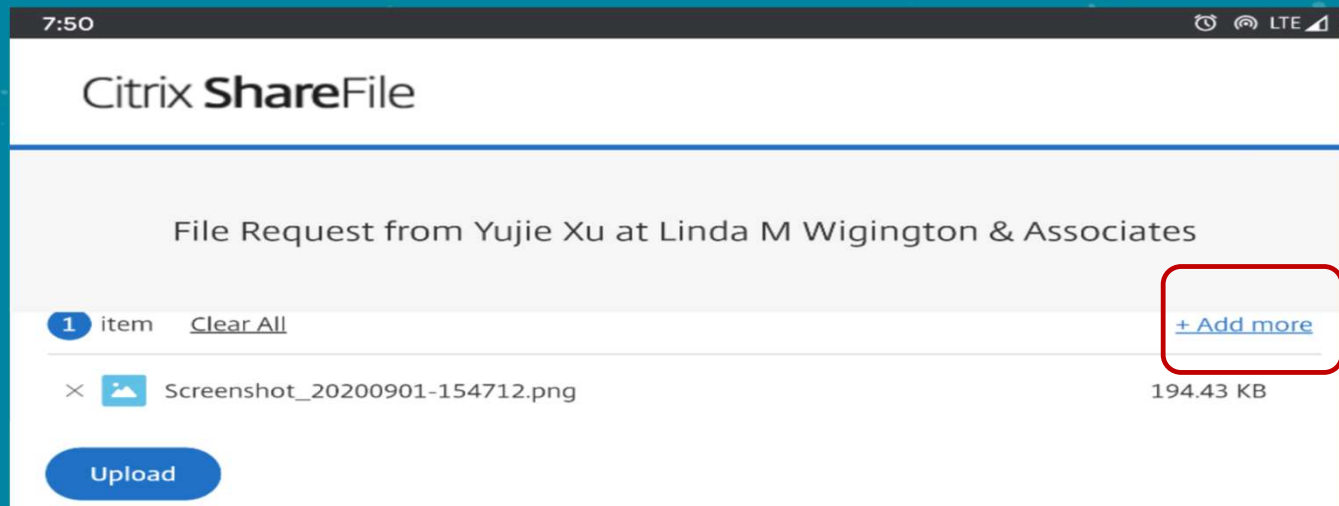 7:50 LTE
Citrix ShareFile
File Request from Yujie Xu at Linda M Wigington & Associates
1 item Clear All + Add more
Screenshot_20200901-154712.png 194.43 KB
Upload